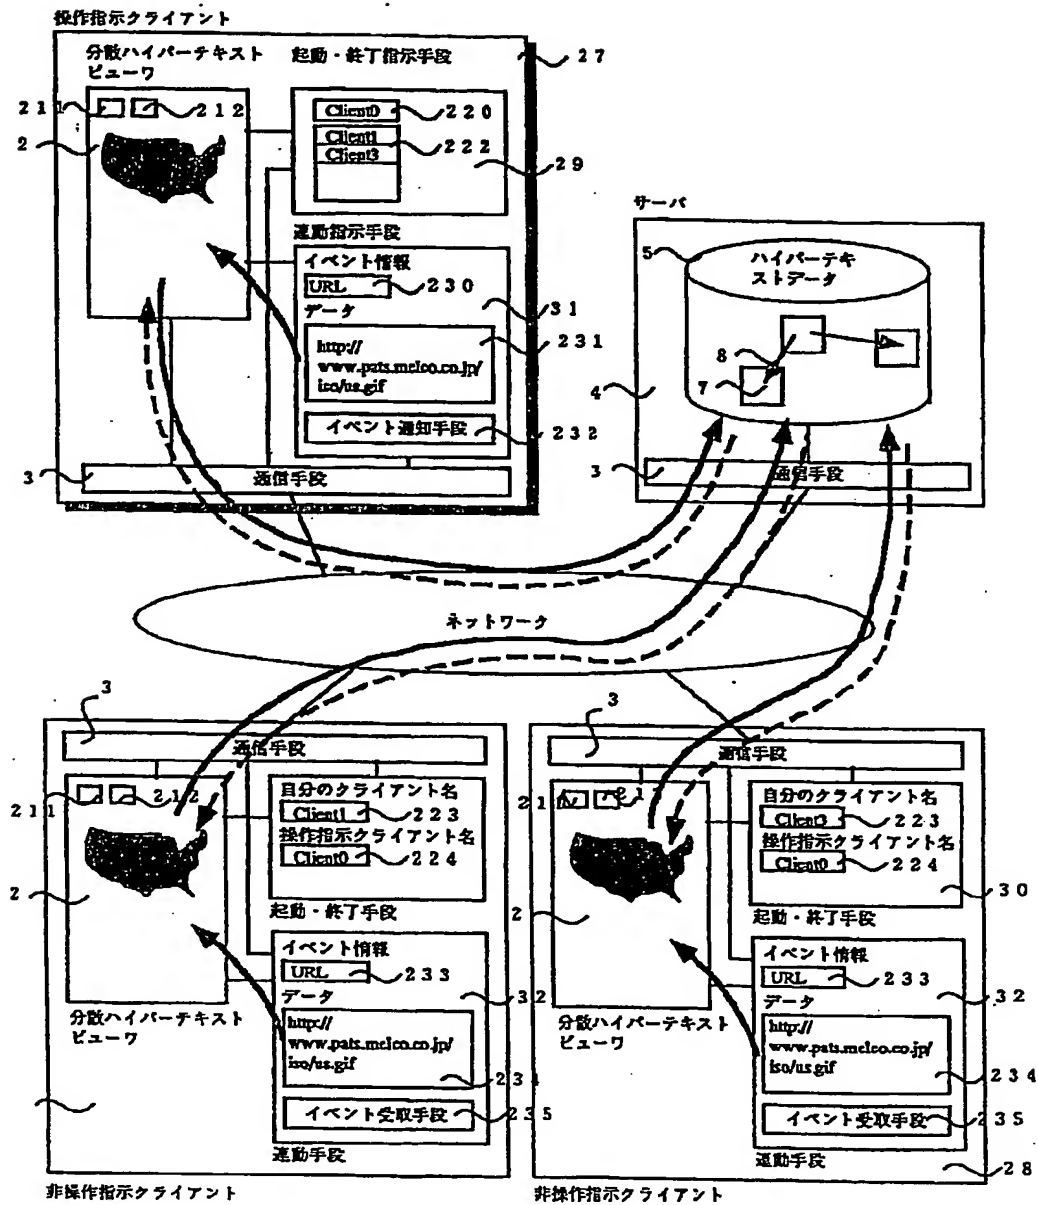 操作指示クライアント
分散ハイパーテキスト
ビューワ
起動・終了指示手段
27
211
212
2
Client0
220
Client1
222
Client3
29
連動指示手段
イベント情報
URL
230
31
データ
http://
www.pats.melco.co.jp/
iso/us.gif
231
イベント通知手段
232
3
通信手段
サーバ
5
ハイパーテキ
ストデータ
8
7
4
3
通信手段
ネットワーク
3
通信手段
211
212
自分のクライアント名
Client1
223
操作指示クライアント名
Client0
224
2
起動・終了手段
イベント情報
URL
233
32
データ
http://
www.pats.melco.co.jp/
iso/us.gif
234
イベント受取手段
235
連動手段
分散ハイパーテキスト
ビューワ
非操作指示クライアント
3
通信手段
自分のクライアント名
Client3
223
操作指示クライアント名
Client0
224
30
2
起動・終了手段
イベント情報
URL
233
32
データ
http://
www.pats.melco.co.jp/
iso/us.gif
234
イベント受取手段
235
連動手段
28
分散ハイパーテキスト
ビューワ
非操作指示クライアント